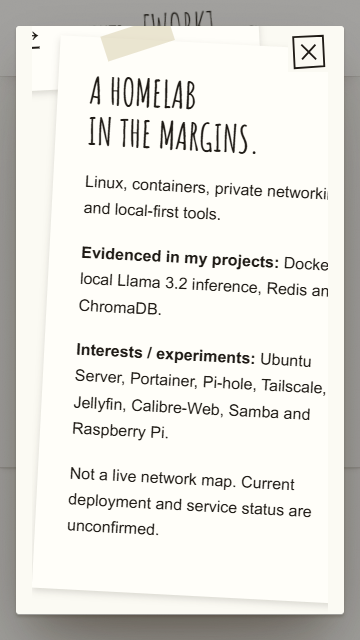 [WORK]
A HOMELAB
IN THE MARGINS.
Linux, containers, private networki
and local-first tools.
Evidenced in my projects: Docke
local Llama 3.2 inference, Redis an
ChromaDB.
Interests / experiments: Ubuntu
Server, Portainer, Pi-hole, Tailscale,
Jellyfin, Calibre-Web, Samba and
Raspberry Pi.
Not a live network map. Current
deployment and service status are
unconfirmed.